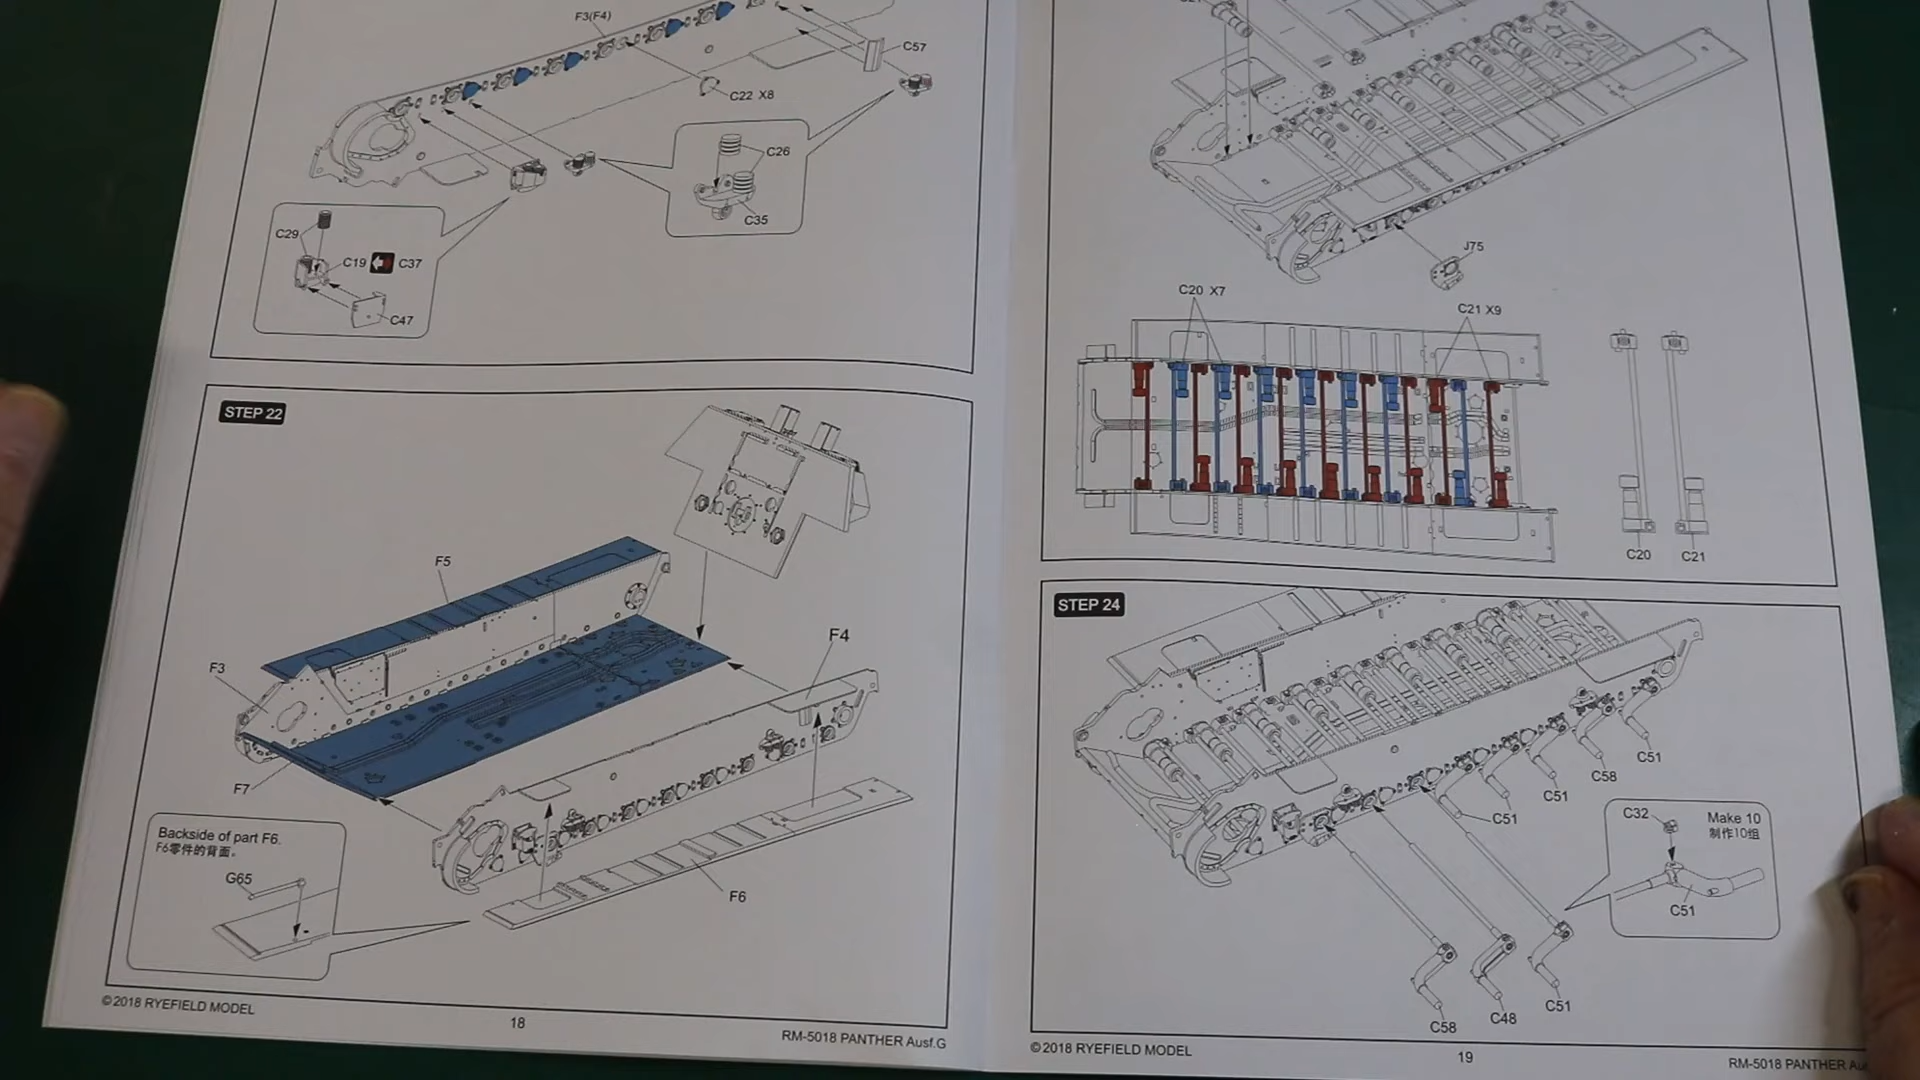 F3(F4)
C57
C22 X8
C26
C35
C29
C19
C37
C47
STEP 22
F5
F3
F4
F7
F6
Backside of part F6.
F6零件的背面。
G65
©2018 RYEFIELD MODEL
18
RM-5018 PANTHER Ausf.G
J75
C20 X7
C21 X9
C20
C21
STEP 24
C51
C58
C51
C51
C32
Make 10
制作10组
C51
C58
C48
C51
©2018 RYEFIELD MODEL
19
RM-5018 PANTHER